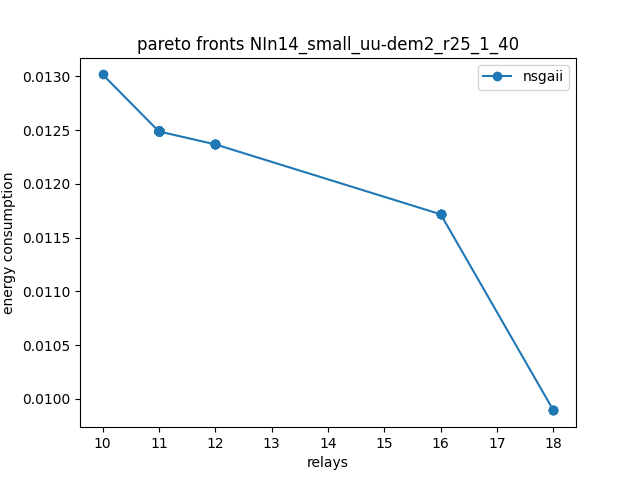 pareto fronts NIn14_small_uu-dem2_r25_1_40
nsgaii
energy consumption
0.0130
0.0125
0.0120
0.0115
0.0110
0.0105
0.0100
10 11 12 13 14 15 16 17 18
relays